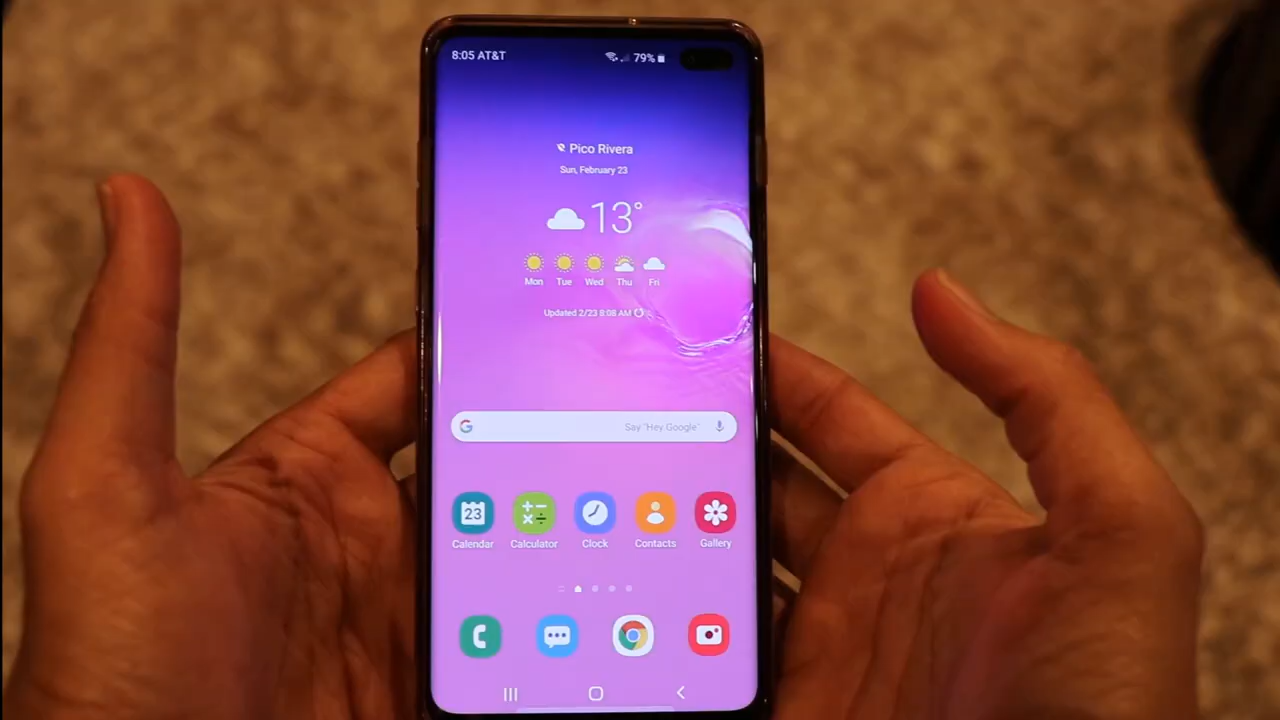 8:05 AT&T 79%
Pico Rivera
Sun, February 23
13°
Mon Tue Wed Thu Fri
Updated 2/23 8:08 AM
Say "Hey Google"
23
Calendar Calculator Clock Contacts Gallery